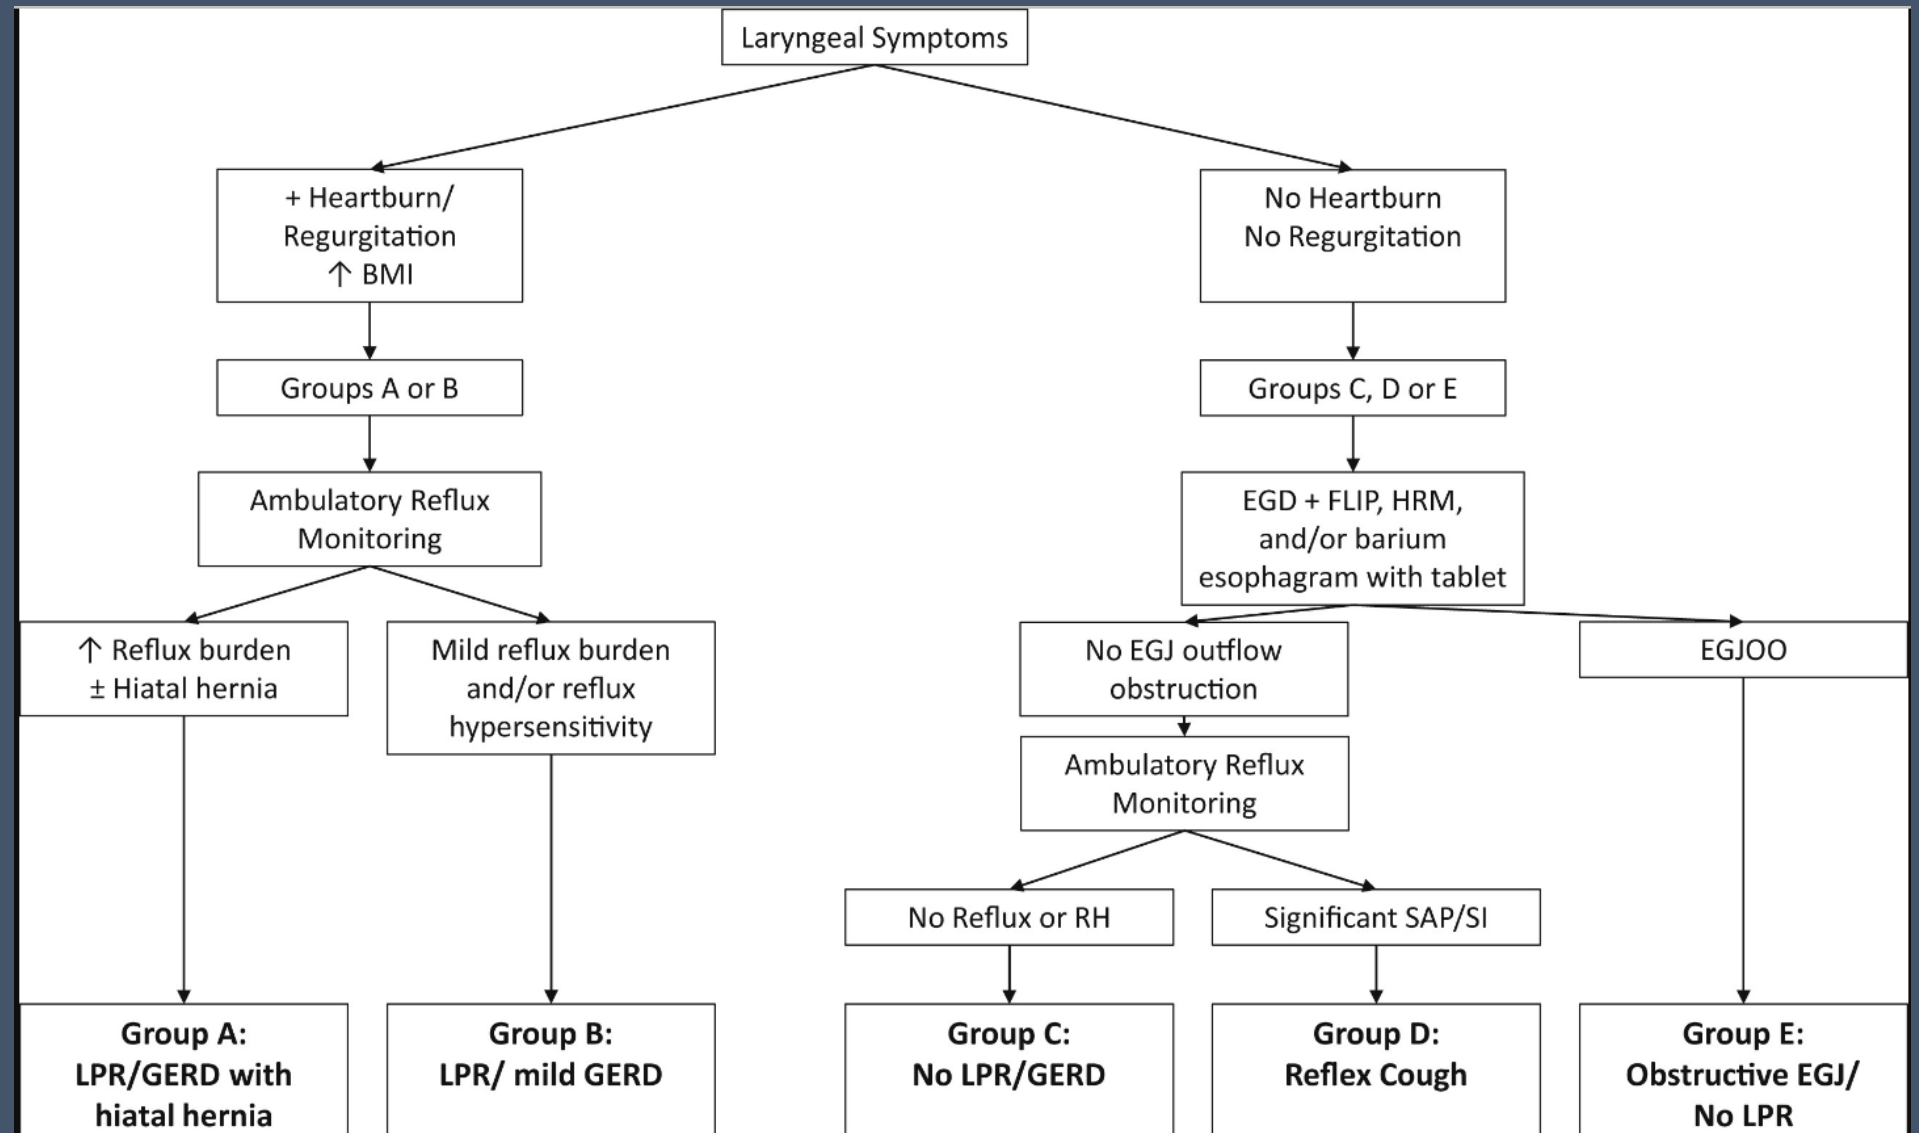 Laryngeal Symptoms
+ Heartburn/
Regurgitation
↑ BMI
No Heartburn
No Regurgitation
Groups A or B
Groups C, D or E
Ambulatory Reflux
Monitoring
EGD + FLIP, HRM,
and/or barium
esophagram with tablet
↑ Reflux burden
± Hiatal hernia
Mild reflux burden
and/or reflux
hypersensitivity
No EGJ outflow
obstruction
EGJOO
Ambulatory Reflux
Monitoring
No Reflux or RH
Significant SAP/SI
Group A:
LPR/GERD with
hiatal hernia
Group B:
LPR/ mild GERD
Group C:
No LPR/GERD
Group D:
Reflex Cough
Group E:
Obstructive EGJ/
No LPR